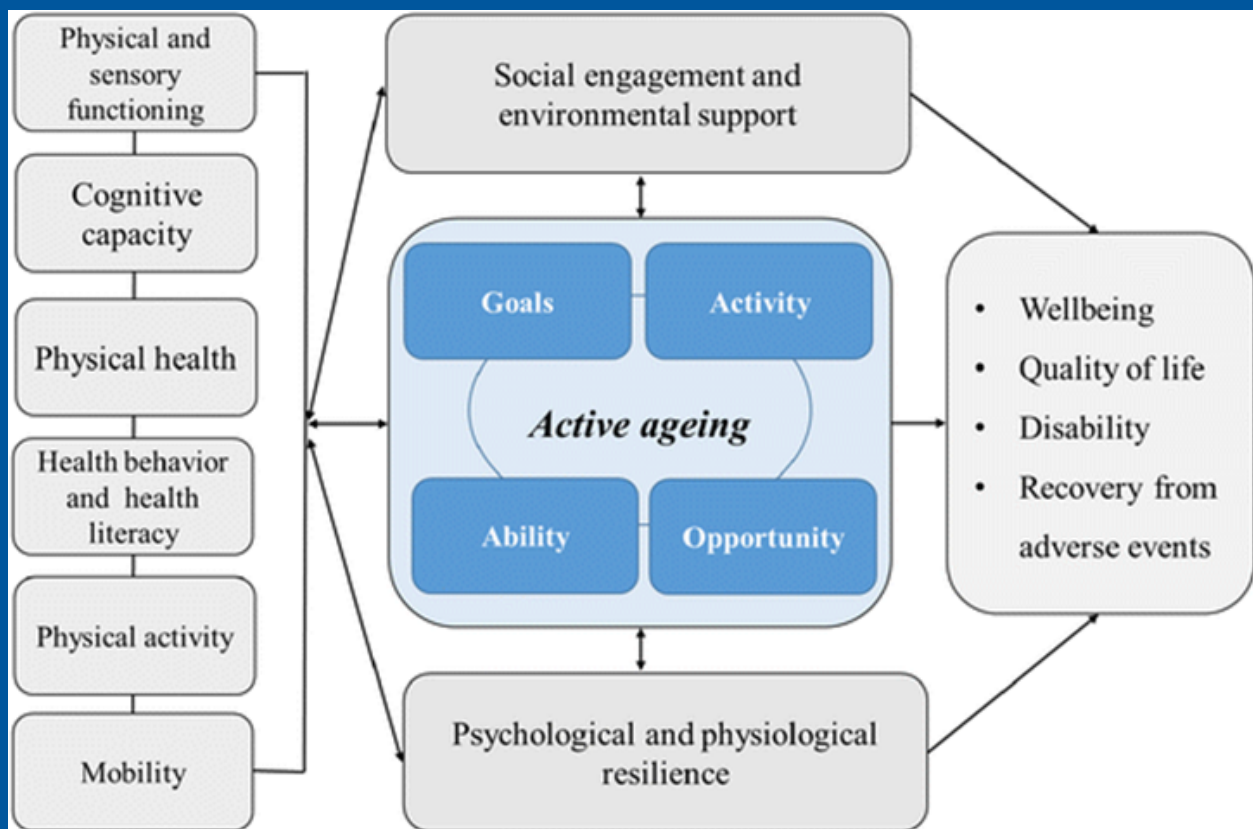 Physical and
sensory
functioning
Cognitive
capacity
Physical health
Health behavior
and health
literacy
Physical activity
Mobility
Social engagement and
environmental support
Goals
Activity
Active ageing
Ability
Opportunity
Psychological and physiological
resilience
• Wellbeing
• Quality of life
• Disability
• Recovery from
adverse events